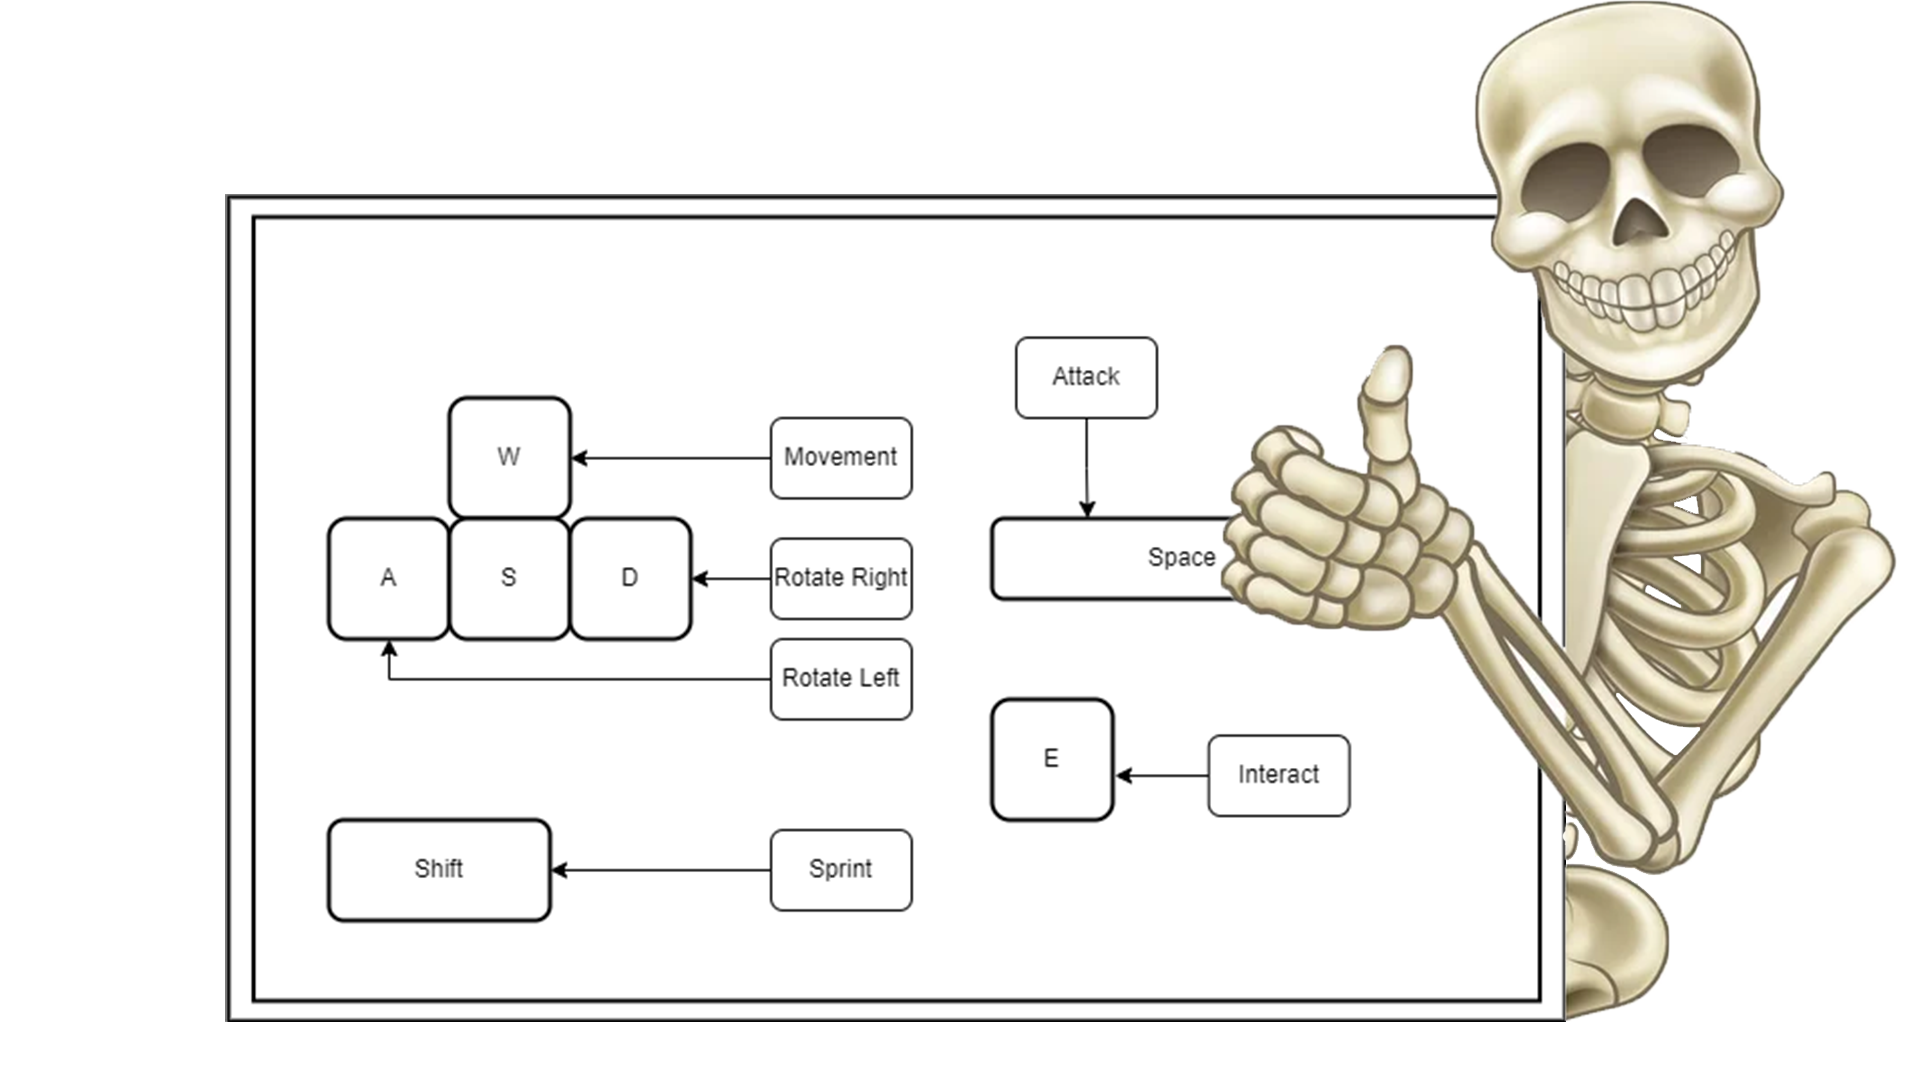 Attack
W
Movement
A
S
D
Rotate Right
Space
Rotate Left
E
Interact
Shift
Sprint